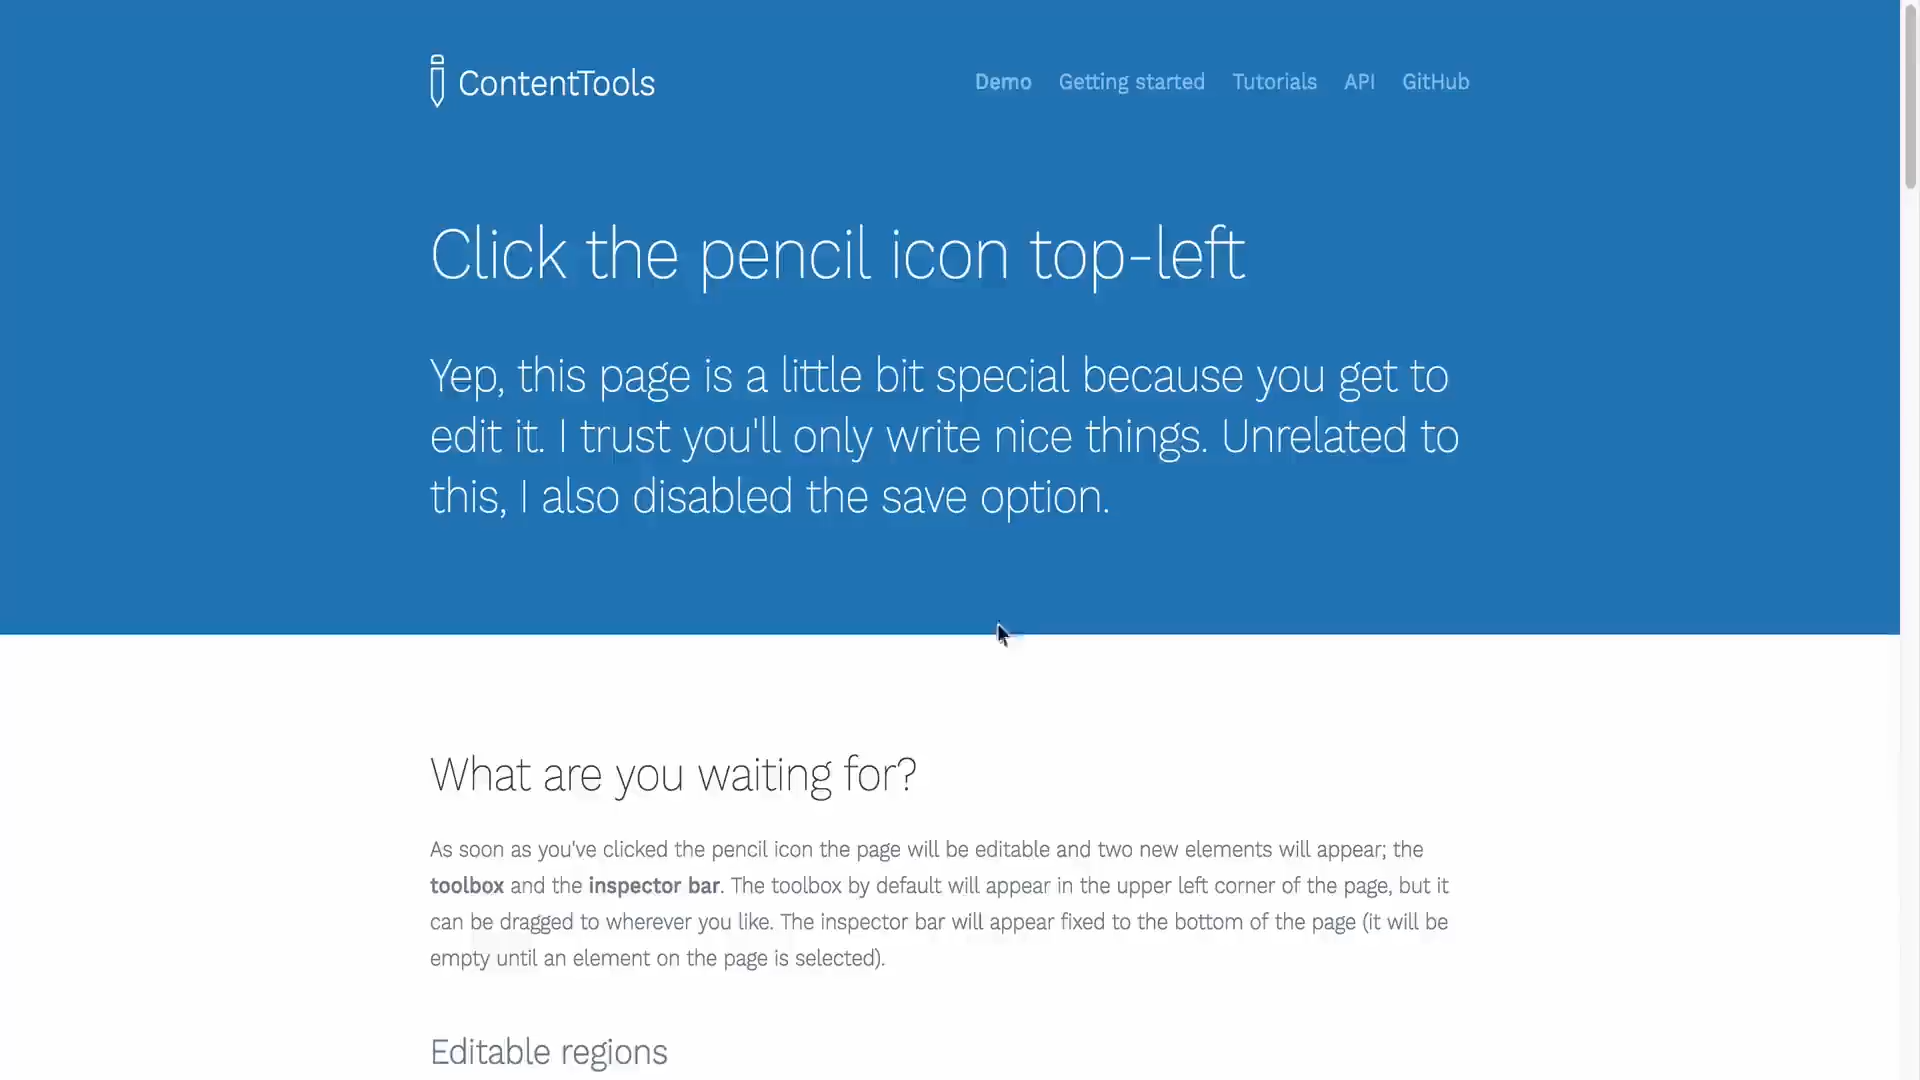 ContentTools
Demo Getting started Tutorials API GitHub
Click the pencil icon top-left
Yep, this page is a little bit special because you get to
edit it. I trust you'll only write nice things. Unrelated to
this, I also disabled the save option.
What are you waiting for?
As soon as you've clicked the pencil icon the page will be editable and two new elements will appear; the
toolbox and the inspector bar. The toolbox by default will appear in the upper left corner of the page, but it
can be dragged to wherever you like. The inspector bar will appear fixed to the bottom of the page (it will be
empty until an element on the page is selected).
Editable regions